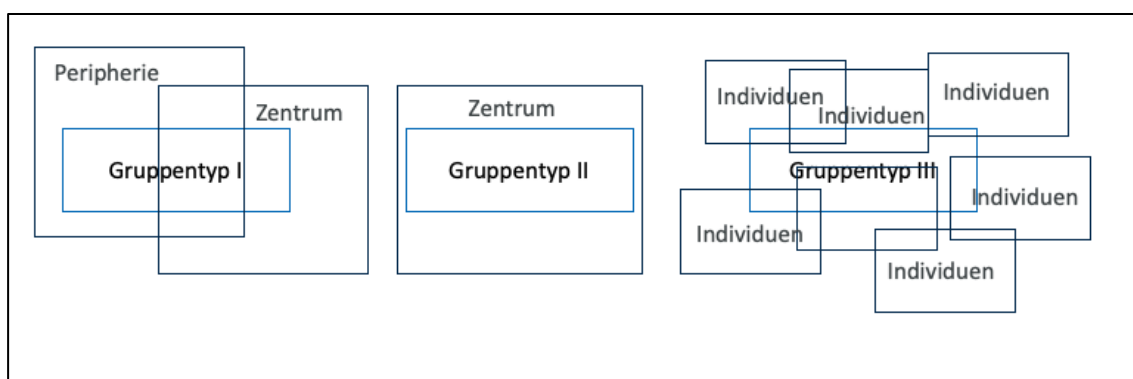 Peripherie
Zentrum
Gruppentyp I
Zentrum
Gruppentyp II
Individuen
Individuen
Individuen
Gruppentyp III
Individuen
Individuen
Individuen